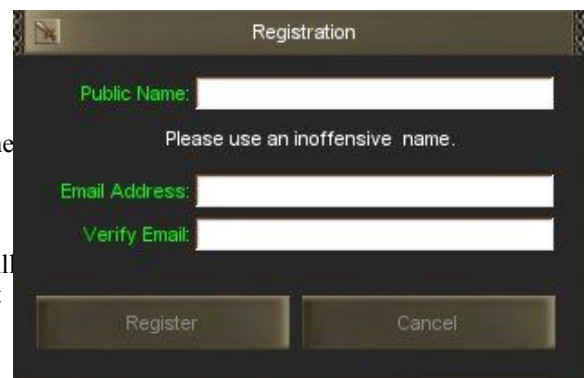 Registration
Public Name:
Please use an inoffensive name.
Email Address:
Verify Email:
Register Cancel